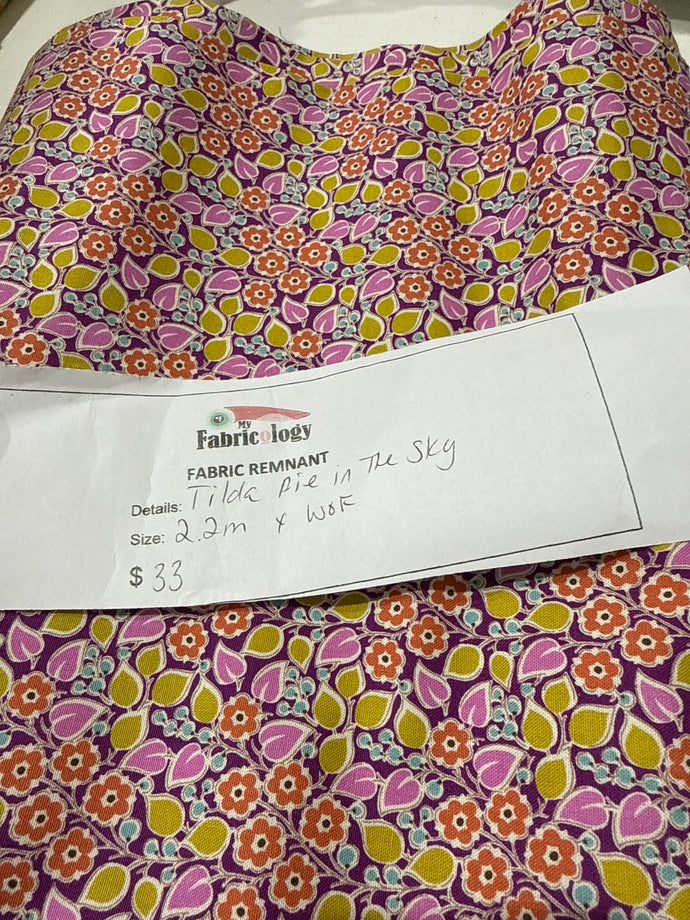 My
Fabricology
FABRIC REMNANT
Details: Tilda Pie in The Sky
Size: 2.2m x WOF
$ 33